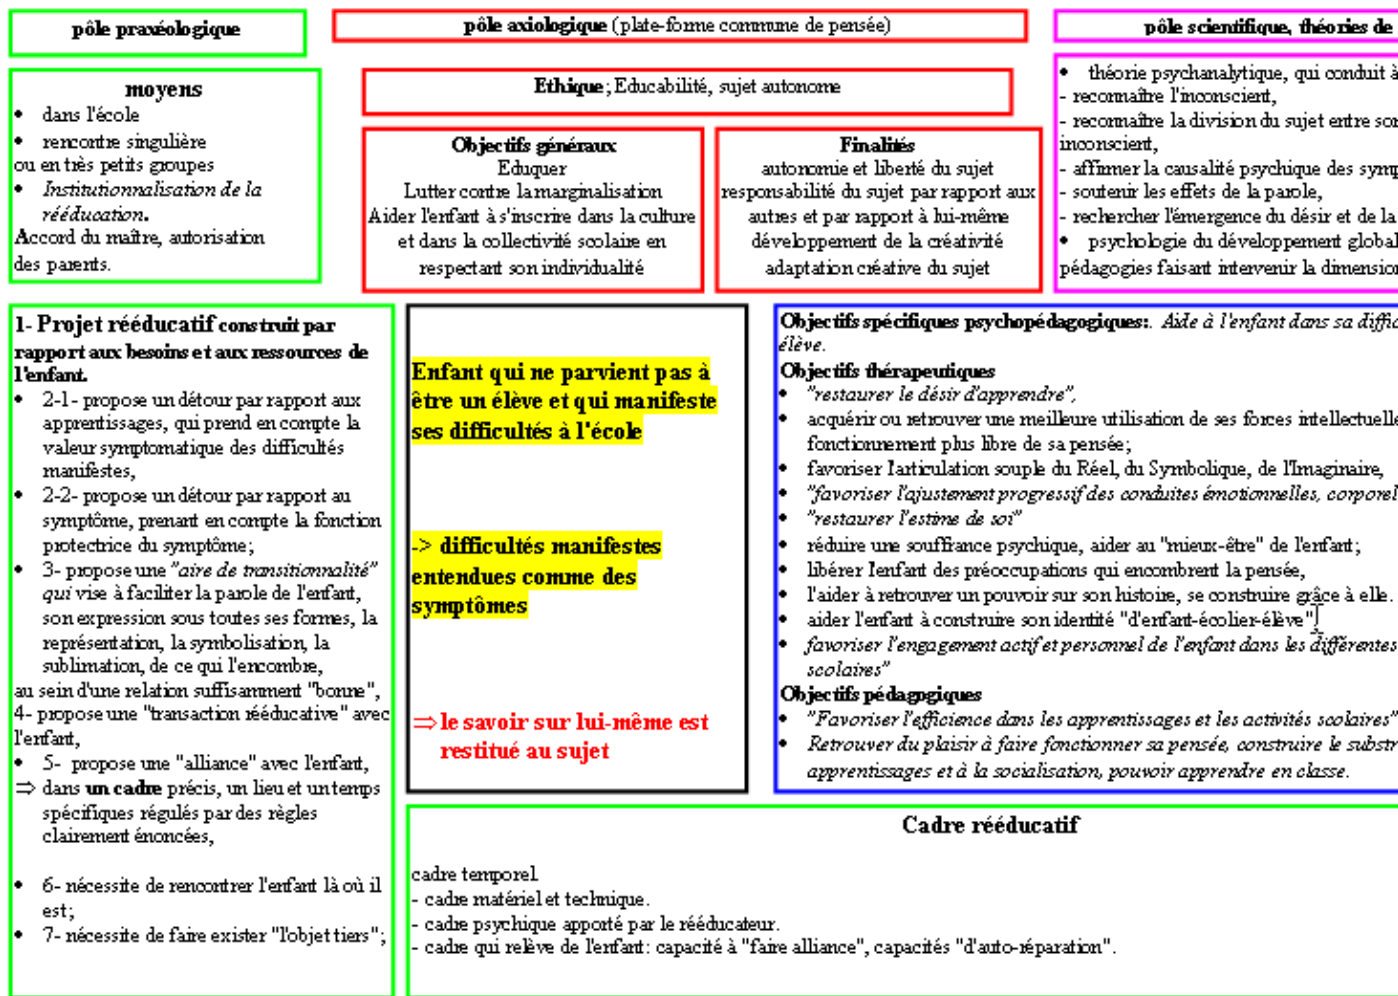 pôle praxéologique
pôle axiologique (plate-forme commune de pensée)
pôle scientifique, théories de
moyens
• dans l'école
• rencontre singulière
ou en très petits groupes
• Institutionnalisation de la
rééducation.
Accord du maître, autorisation
des parents.
Ethique; Educabilité, sujet autonome
Objectifs généraux
Eduquer
Lutter contre la marginalisation
Aider l'enfant à s'inscrire dans la culture
et dans la collectivité scolaire en
respectant son individualité
Finalités
autonomie et liberté du sujet
responsabilité du sujet par rapport aux
autres et par rapport à lui-même
développement de la créativité
adaptation créative du sujet
• théorie psychanalytique, qui conduit à
- reconnaître l'inconscient,
- reconnaître la division du sujet entre son
inconscient,
- affirmer la causalité psychique des symp
- soutenir les effets de la parole,
- rechercher l'émergence du désir et de la
• psychologie du développement global
pédagogies faisant intervenir la dimension
1- Projet rééducatif construit par
rapport aux besoins et aux ressources de
l'enfant.
• 2-1- propose un détour par rapport aux
apprentissages, qui prend en compte la
valeur symptomatique des difficultés
manifestes,
• 2-2- propose un détour par rapport au
symptôme, prenant en compte la fonction
protectrice du symptôme;
• 3- propose une "aire de transitionnalité"
qui vise à faciliter la parole de l'enfant,
son expression sous toutes ses formes, la
représentation, la symbolisation, la
sublimation, de ce qui l'encombre,
au sein d'une relation suffisamment "bonne",
4- propose une "transaction rééducative" avec
l'enfant,
• 5- propose une "alliance" avec l'enfant,
⇒ dans un cadre précis, un lieu et un temps
spécifiques régulés par des règles
clairement énoncées,
• 6- nécessite de rencontrer l'enfant là où il
est;
• 7- nécessite de faire exister "l'objet tiers";
Enfant qui ne parvient pas à
être un élève et qui manifeste
ses difficultés à l'école
-> difficultés manifestes
entendues comme des
symptômes
⇒ le savoir sur lui-même est
restitué au sujet
Objectifs spécifiques psychopédagogiques:. Aide à l'enfant dans sa diffic
élève.
Objectifs thérapeutiques
• "restaurer le désir d'apprendre",
• acquérir ou retrouver une meilleure utilisation de ses forces intellectuelle
fonctionnement plus libre de sa pensée;
• favoriser l'articulation souple du Réel, du Symbolique, de l'Imaginaire,
• "favoriser l'ajustement progressif des conduites émotionnelles, corporel
• "restaurer l'estime de soi"
• réduire une souffrance psychique, aider au "mieux-être" de l'enfant;
• libérer l'enfant des préoccupations qui encombrent la pensée,
• l'aider à retrouver un pouvoir sur son histoire, se construire grâce à elle.
• aider l'enfant à construire son identité "d'enfant-écolier-élève"
• favoriser l'engagement actif et personnel de l'enfant dans les différentes
scolaires"
Objectifs pédagogiques
• "Favoriser l'efficience dans les apprentissages et les activités scolaires"
• Retrouver du plaisir à faire fonctionner sa pensée, construire le substr
apprentissages et à la socialisation, pouvoir apprendre en classe.
Cadre rééducatif
cadre temporel.
- cadre matériel et technique.
- cadre psychique apporté par le rééducateur.
- cadre qui relève de l'enfant: capacité à "faire alliance", capacités "d'auto-réparation".